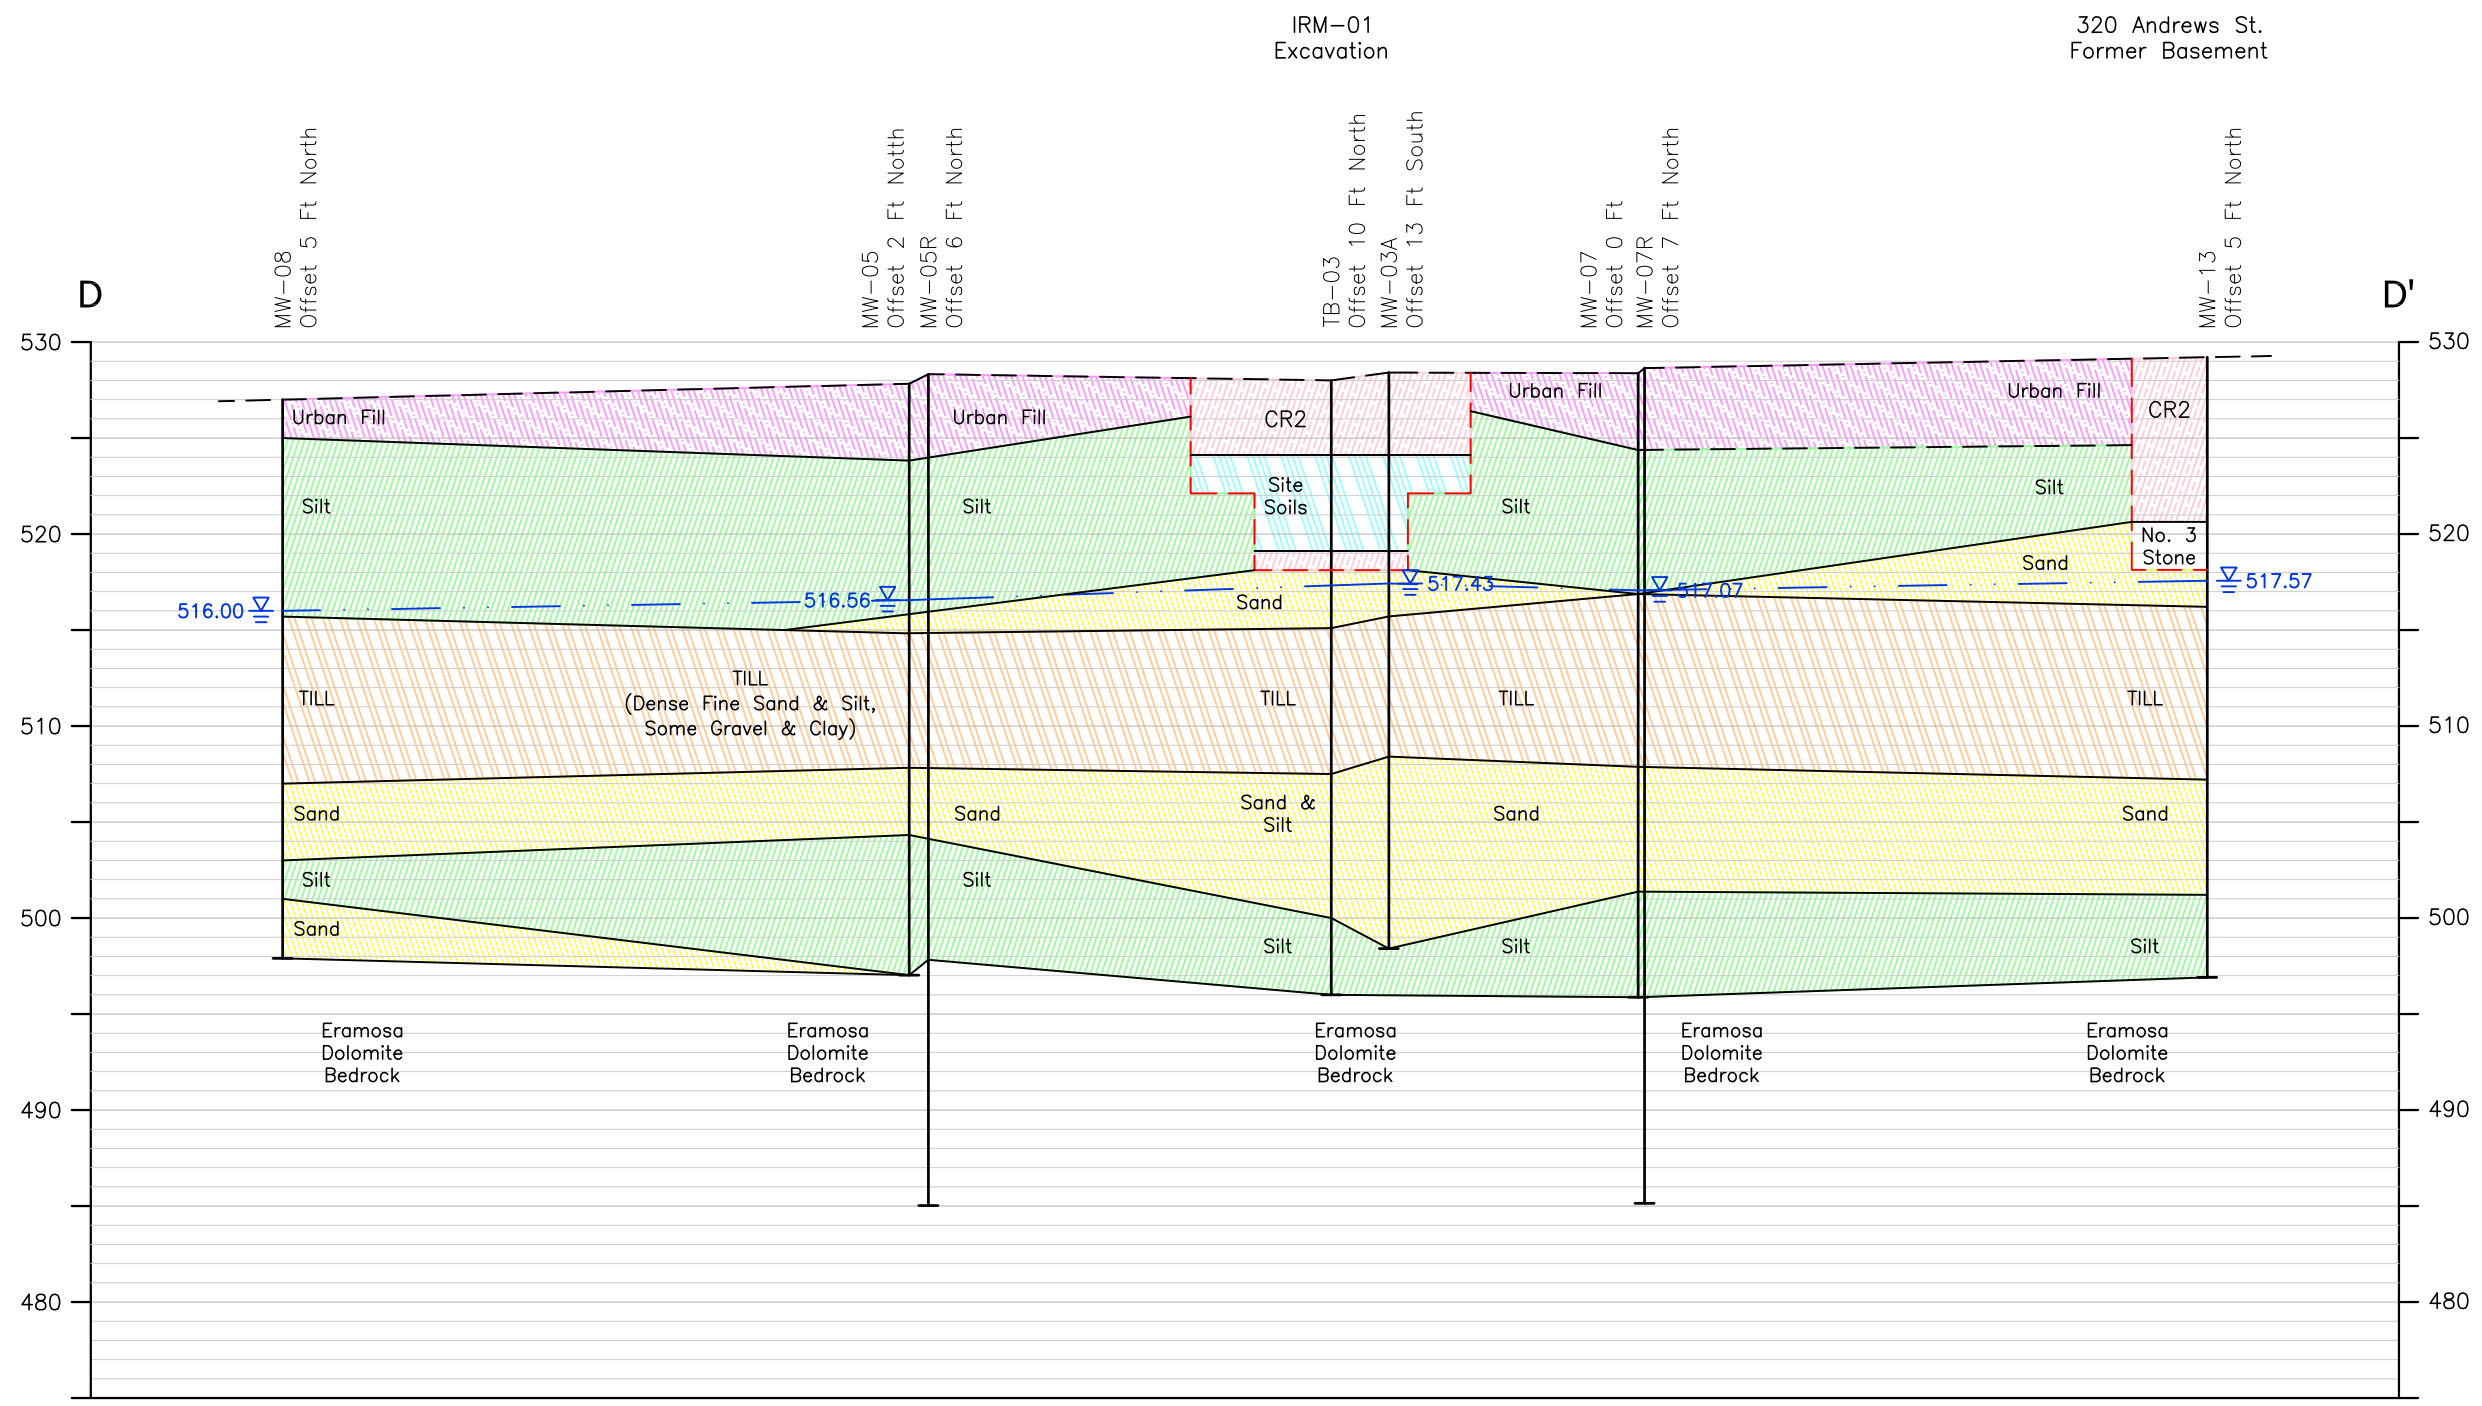 IRM-01
Excavation
320 Andrews St.
Former Basement
MW-08
Offset 5 Ft North
MW-05
Offset 2 Ft Notth
MW-05R
Offset 6 Ft North
TB-03
Offset 10 Ft North
MW-03A
Offset 13 Ft South
MW-07
Offset 0 Ft
MW-07R
Offset 7 Ft North
MW-13
Offset 5 Ft North
D
D'
530
530
Urban Fill
Urban Fill
CR2
Urban Fill
Urban Fill
CR2
Silt
Silt
Site
Soils
Silt
Silt
520
520
No. 3
Stone
Sand
516.00
516.56
Sand
517.43
517.07
517.57
TILL
TILL
(Dense Fine Sand & Silt,
Some Gravel & Clay)
TILL
TILL
TILL
510
510
Sand
Sand
Sand &
Silt
Sand
Sand
Silt
Silt
500
500
Sand
Silt
Silt
Silt
Eramosa
Dolomite
Bedrock
Eramosa
Dolomite
Bedrock
Eramosa
Dolomite
Bedrock
Eramosa
Dolomite
Bedrock
Eramosa
Dolomite
Bedrock
490
490
480
480